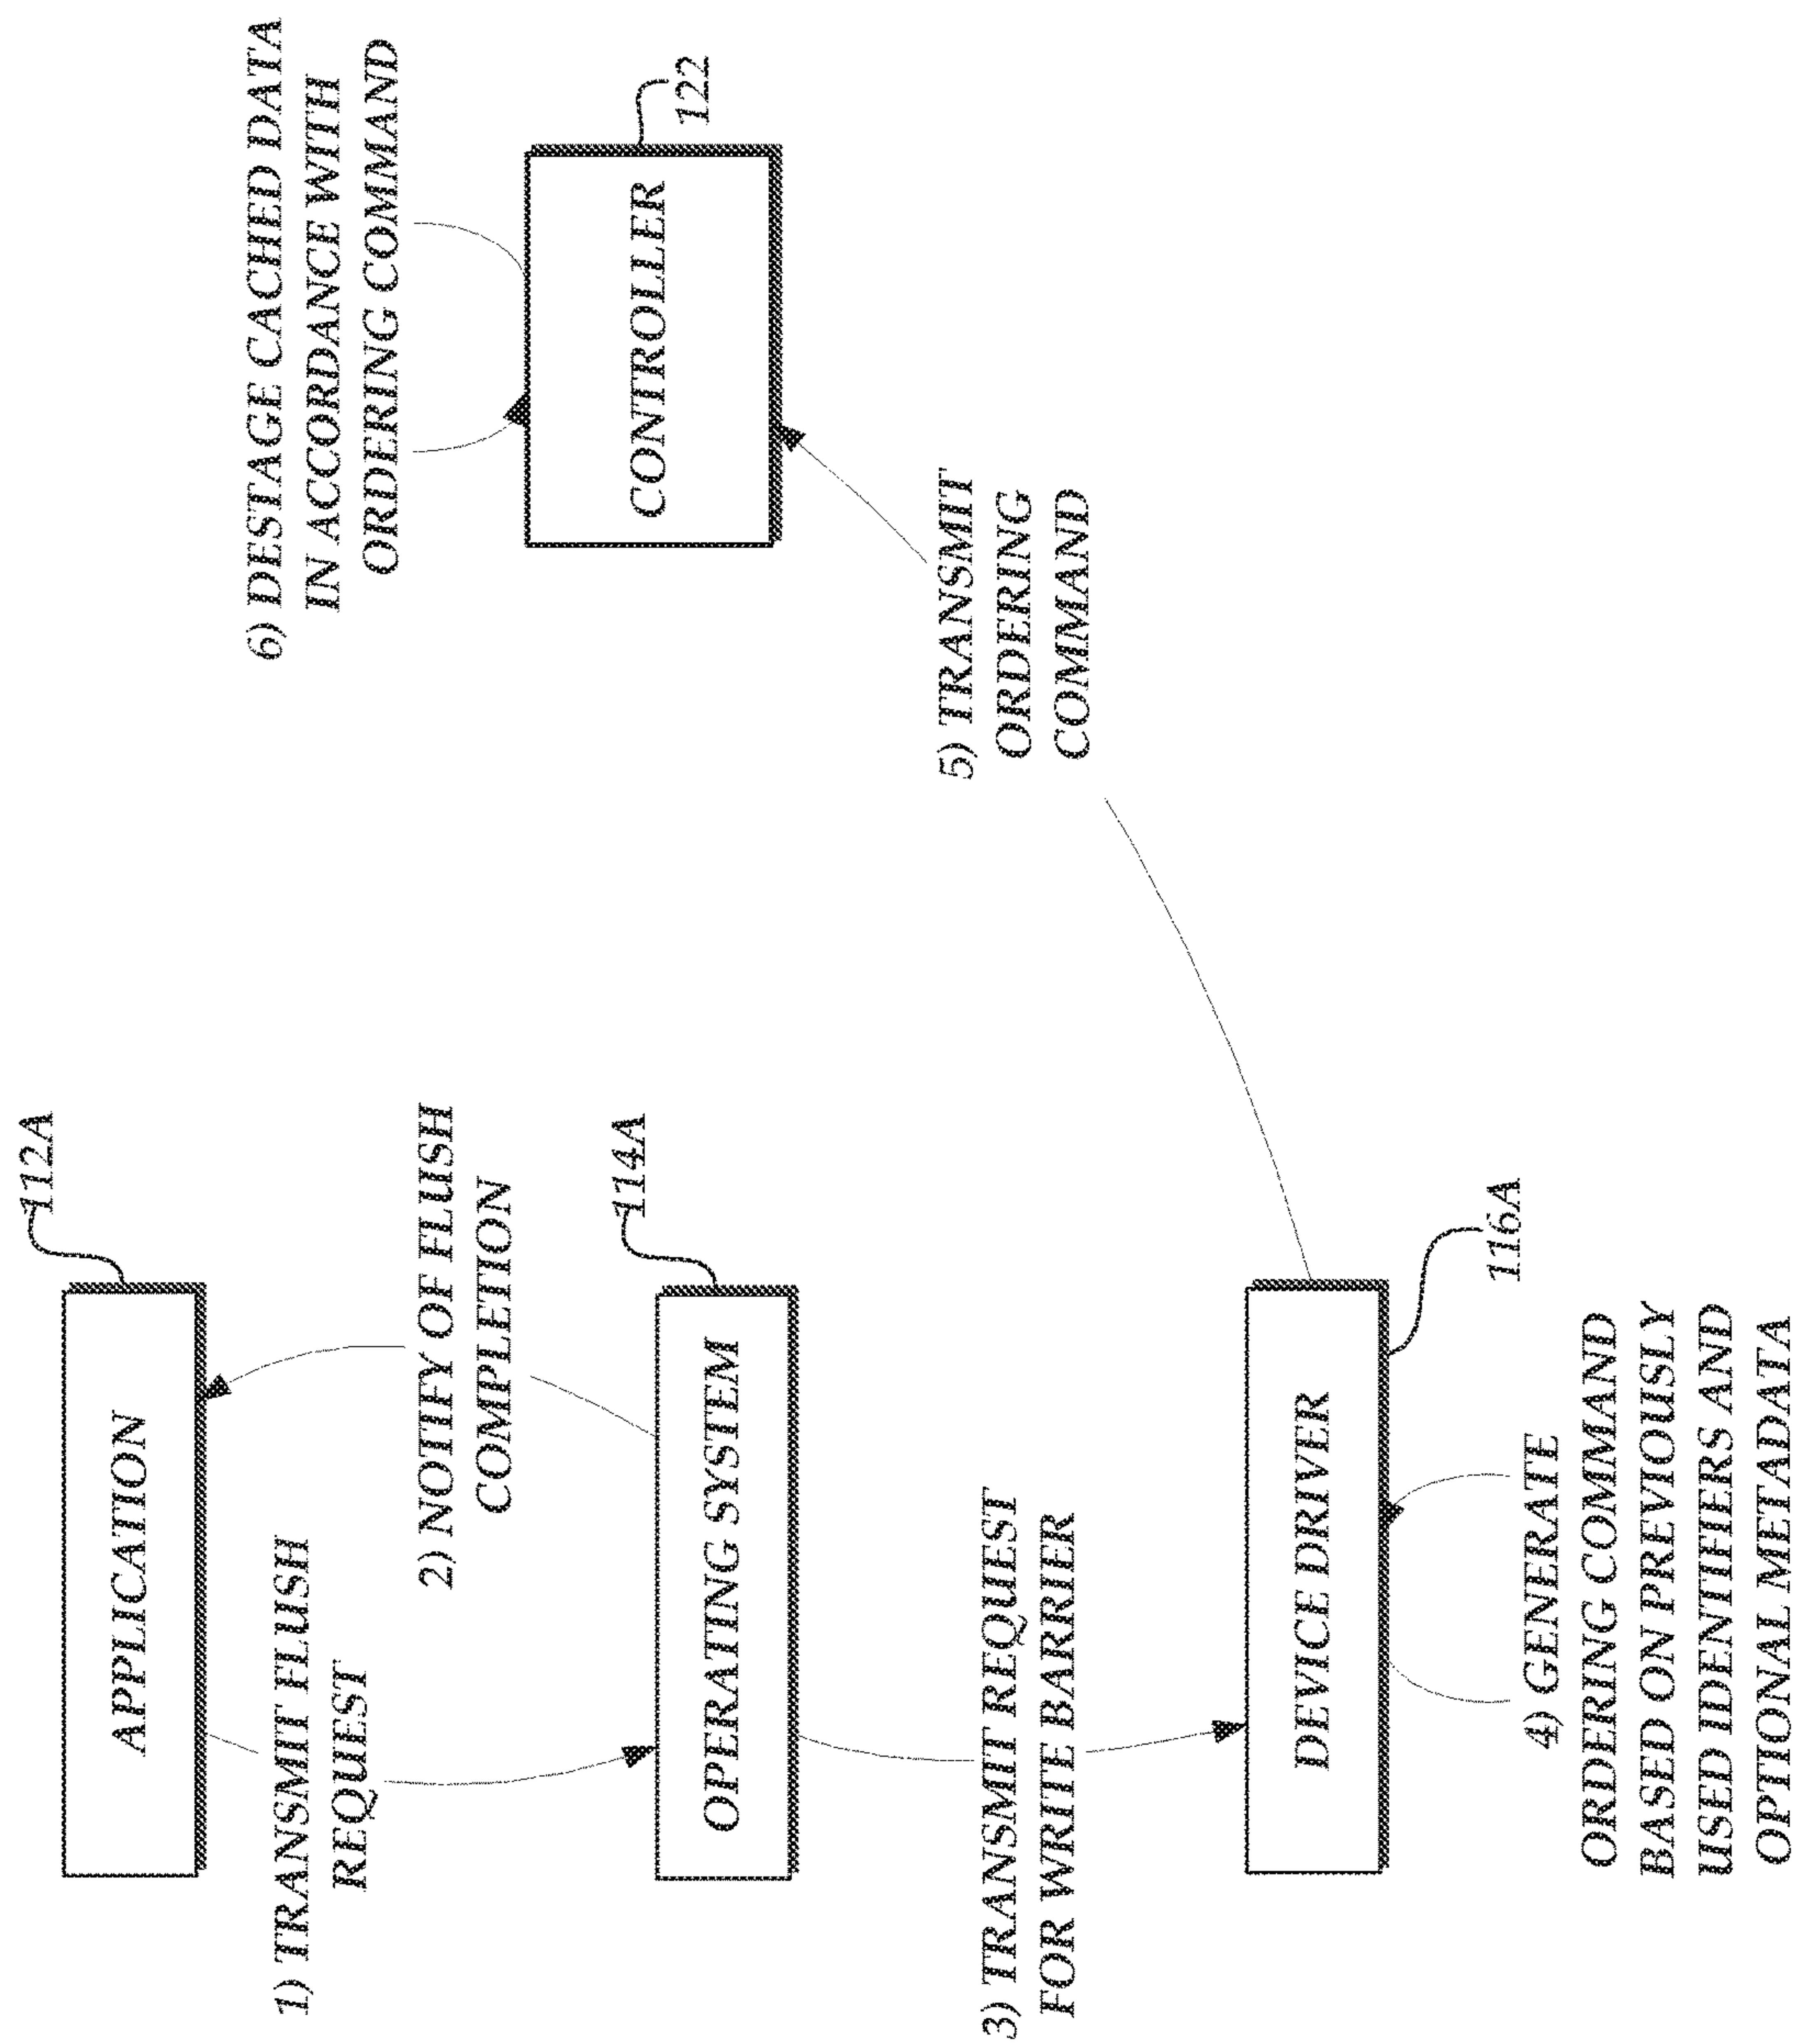 112A
APPLICATION
1) TRANSMIT FLUSH
REQUEST
2) NOTIFY OF FLUSH
COMPLETION
114A
OPERATING SYSTEM
3) TRANSMIT REQUEST
FOR WRITE BARRIER
DEVICE DRIVER
116A
4) GENERATE
ORDERING COMMAND
BASED ON PREVIOUSLY
USED IDENTIFIERS AND
OPTIONAL METADATA
5) TRANSMIT
ORDERING
COMMAND
6) DESTAGE CACHED DATA
IN ACCORDANCE WITH
ORDERING COMMAND
CONTROLLER
122